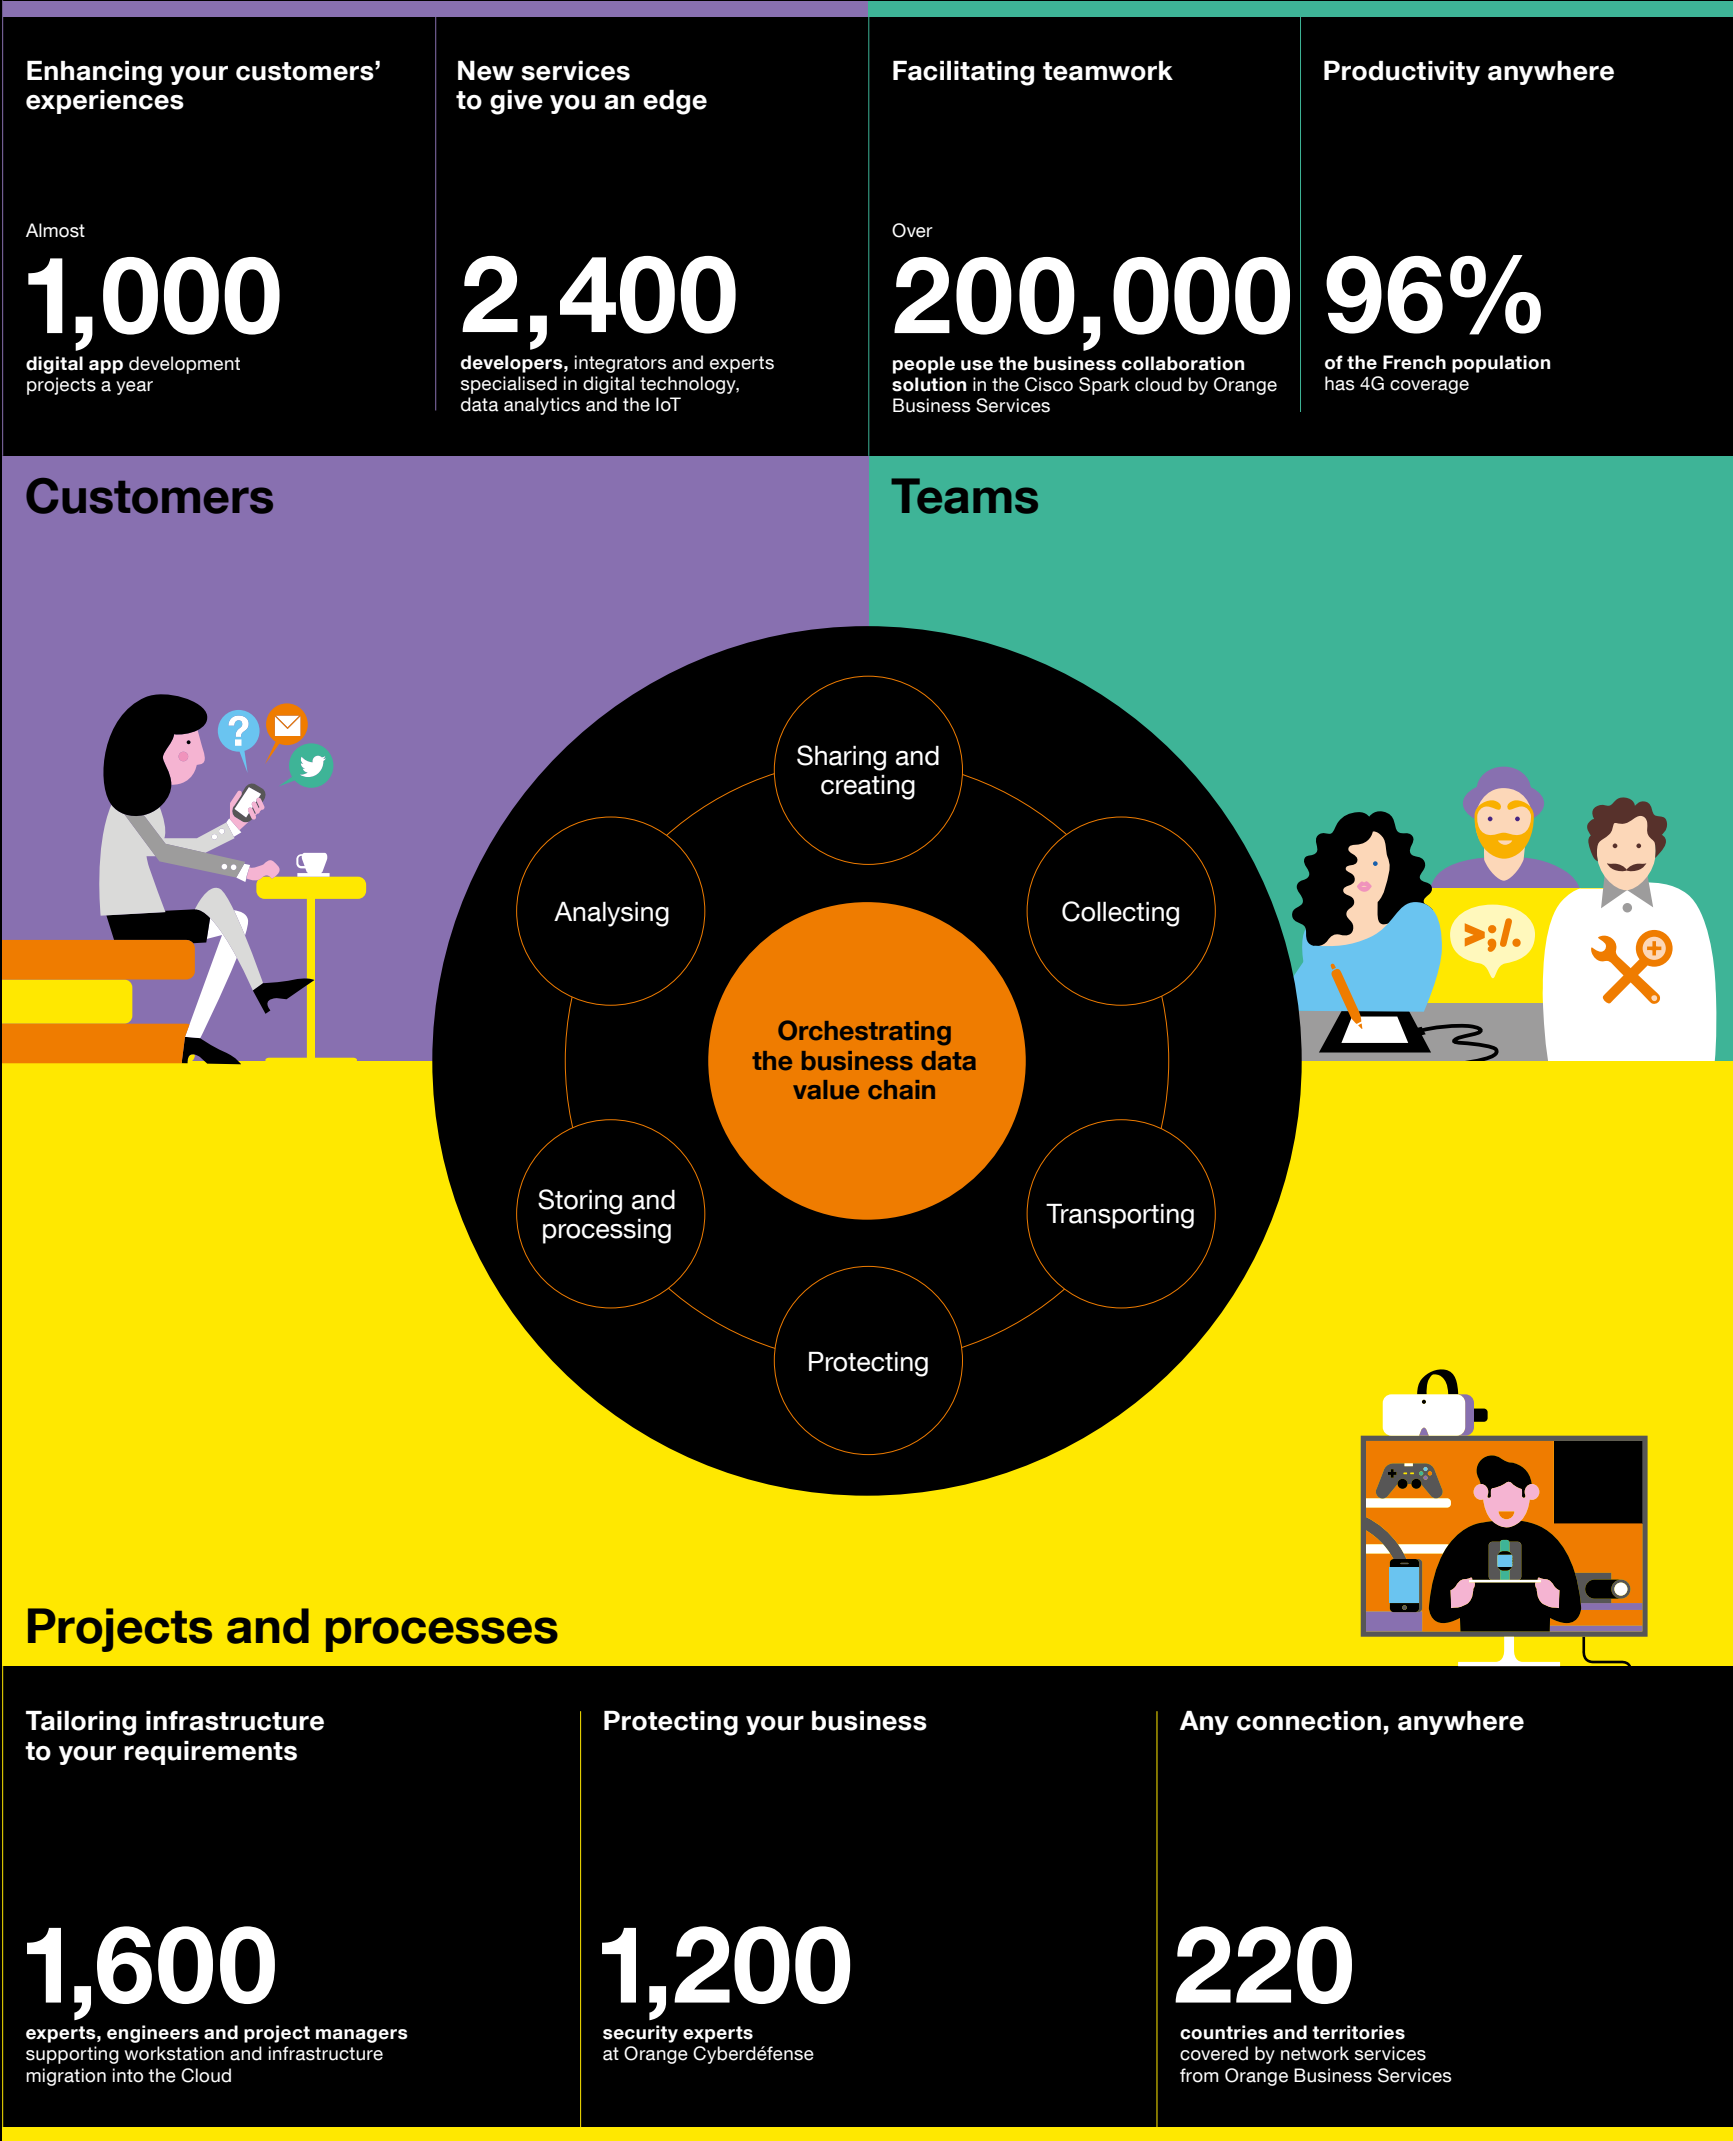 Enhancing your customers’
experiences
Almost
1,000
digital app development
projects a year
New services
to give you an edge
2,400
developers, integrators and experts
specialised in digital technology,
data analytics and the IoT
Facilitating teamwork
Over
200,000
people use the business collaboration
solution in the Cisco Spark cloud by Orange
Business Services
Productivity anywhere
96%
of the French population
has 4G coverage
Customers
Teams
?
>;/.
Sharing and
creating
Collecting
Transporting
Protecting
Storing and
processing
Analysing
Orchestrating
the business data
value chain
Projects and processes
Tailoring infrastructure
to your requirements
1,600
experts, engineers and project managers
supporting workstation and infrastructure
migration into the Cloud
Protecting your business
1,200
security experts
at Orange Cyberdéfense
Any connection, anywhere
220
countries and territories
covered by network services
from Orange Business Services